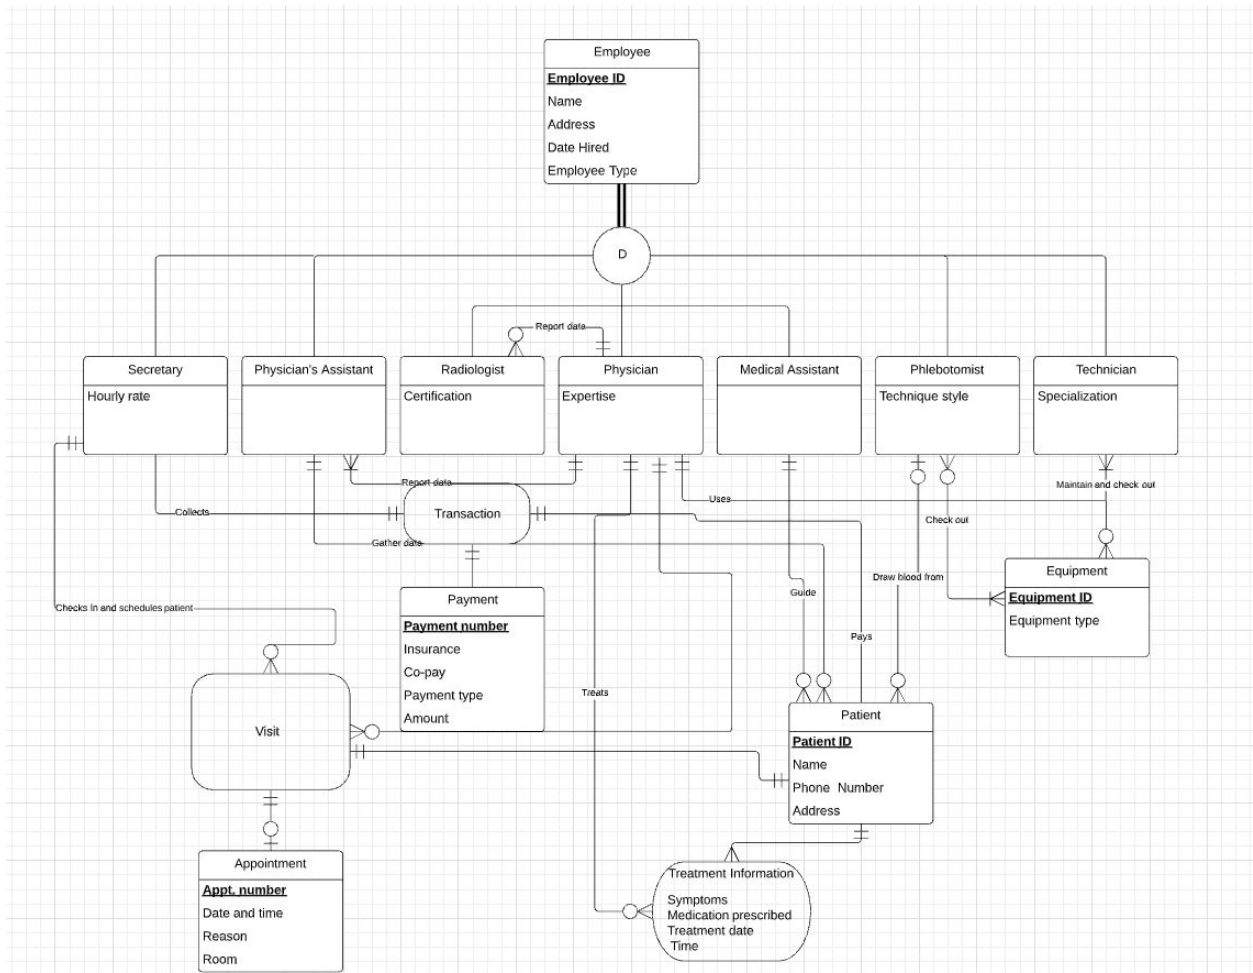 Employee
Employee ID
Name
Address
Date Hired
Employee Type
D
Report data
Secretary
Hourly rate
Physician's Assistant
Radiologist
Certification
Physician
Expertise
Medical Assistant
Phlebotomist
Technique style
Technician
Specialization
Report data
Maintain and check out
Uses
Collects
Transaction
Check out
Gather data
Equipment
Equipment ID
Equipment type
Draw blood from
Guide
Payment
Payment number
Insurance
Co-pay
Payment type
Amount
Checks in and schedules patient
Pays
Treats
Visit
Patient
Patient ID
Name
Phone Number
Address
Appointment
Appt. number
Date and time
Reason
Room
Treatment Information
Symptoms
Medication prescribed
Treatment date
Time